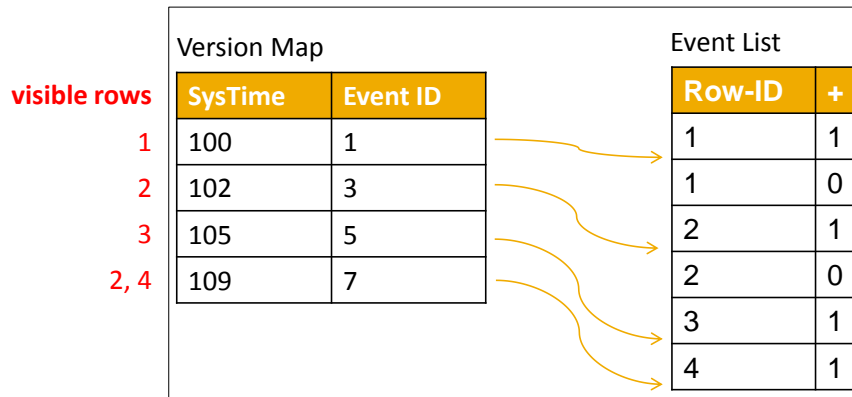 Version Map
Event List
visible rows SysTime Event ID
Row-ID +
1 100 1
1 1
2 102 3
1 0
3 105 5
2 1
2, 4 109 7
2 0
3 1
4 1